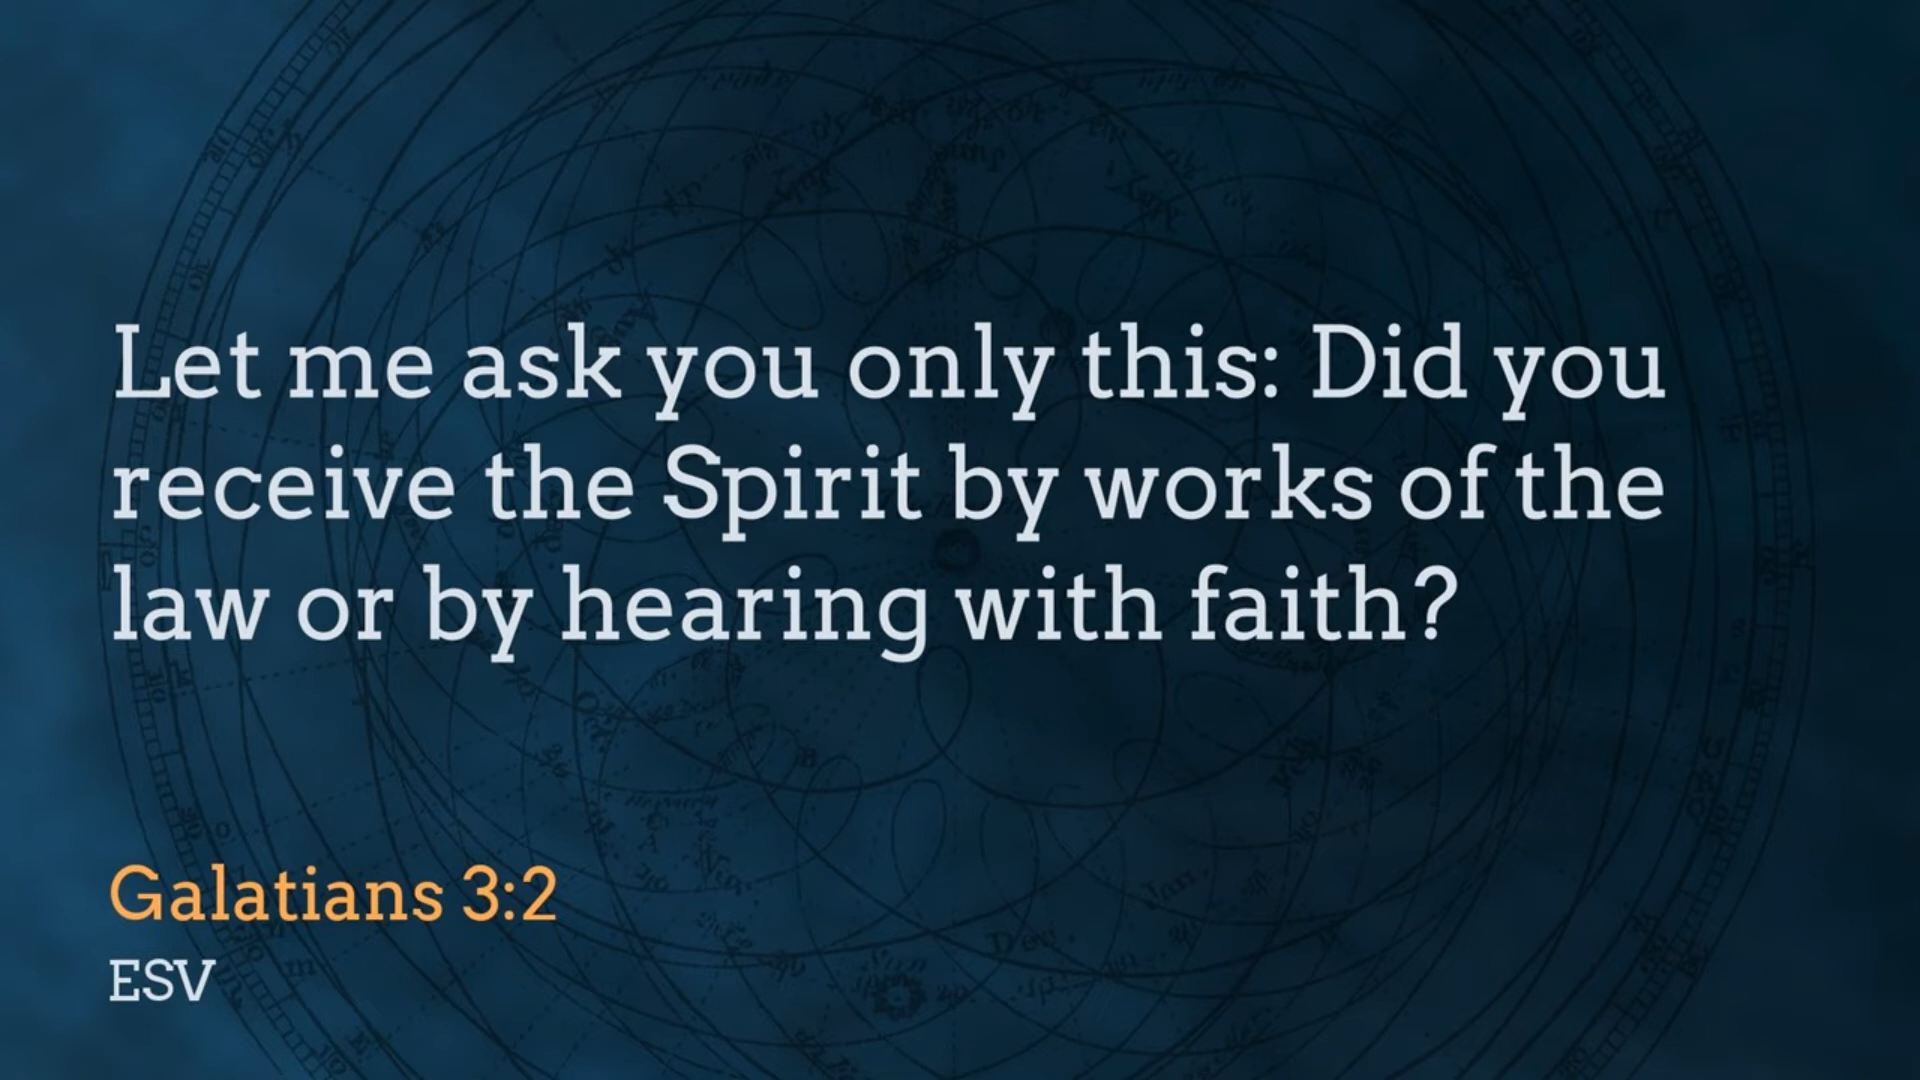 Let me ask you only this: Did you
receive the Spirit by works of the
law or by hearing with faith?
Galatians 3:2
ESV